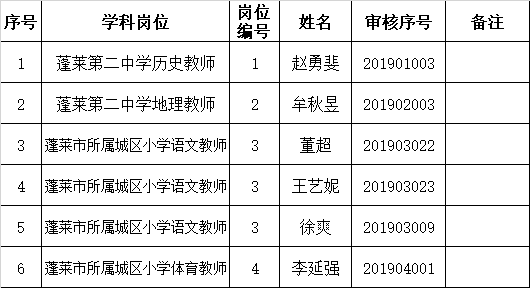 序号 学科岗位 岗位编号 姓名 审核序号 备注
1 蓬莱第二中学历史教师 1 赵勇斐 201901003
2 蓬莱第二中学地理教师 2 牟秋昱 201902003
3 蓬莱市所属城区小学语文教师 3 董超 201903022
4 蓬莱市所属城区小学语文教师 3 王艺妮 201903023
5 蓬莱市所属城区小学语文教师 3 徐爽 201903009
6 蓬莱市所属城区小学体育教师 4 李延强 201904001